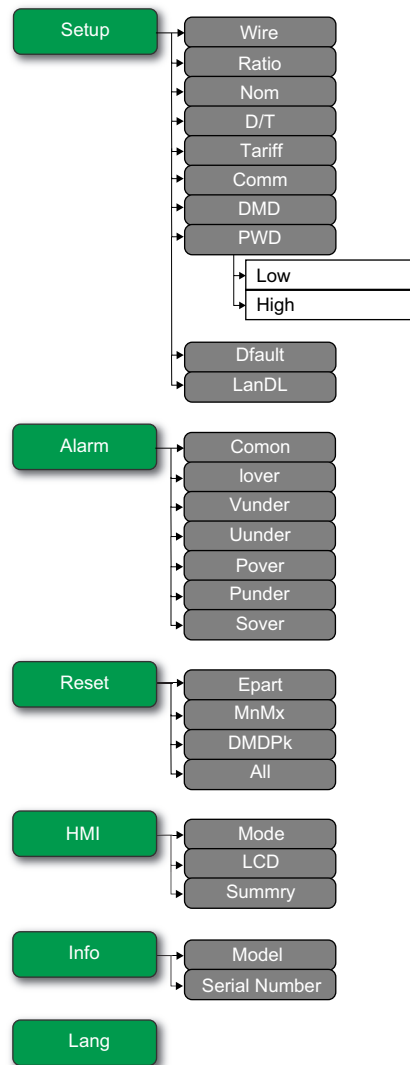 Setup
Wire
Ratio
Nom
D/T
Tariff
Comm
DMD
PWD
Low
High
Dfault
LanDL
Alarm
Comon
Iover
Vunder
Uunder
Pover
Punder
Sover
Reset
Epart
MnMx
DMDPk
All
HMI
Mode
LCD
Summry
Info
Model
Serial Number
Lang